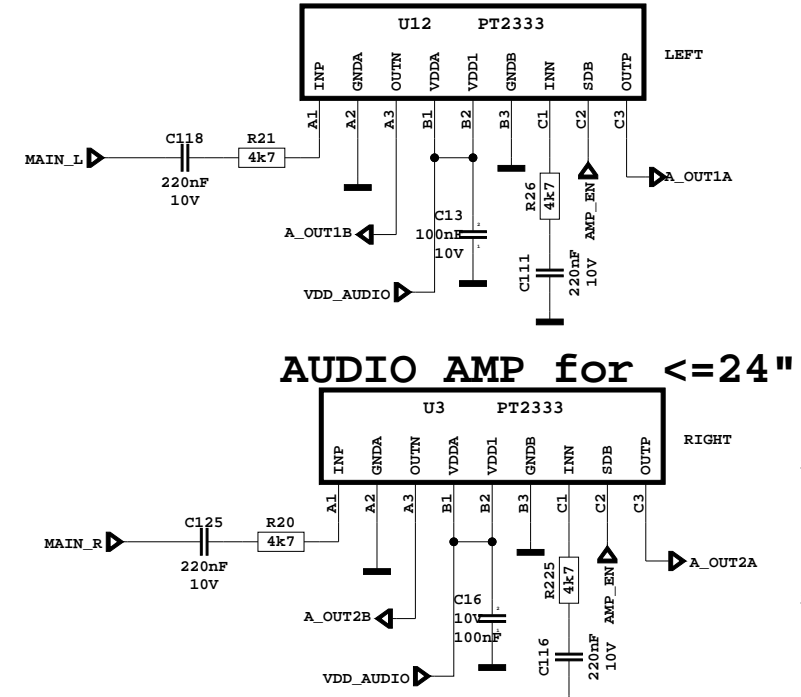 U12 PT2333
LEFT
INP GNDA OUTN VDDA VDD1 GNDB INN SDB OUTP
A1 A2 A3 B1 B2 B3 C1 C2 C3
C118 R21
MAIN_L 4k7
220nF
10V
A_OUT1A
R26
4k7
AMP_EN
A_OUT1B
C13
100nF
10V
2
1
C111
220nF
10V
VDD_AUDIO
AUDIO AMP for <=24"
U3 PT2333
RIGHT
INP GNDA OUTN VDDA VDD1 GNDB INN SDB OUTP
A1 A2 A3 B1 B2 B3 C1 C2 C3
C125 R20
MAIN_R 4k7
220nF
10V
A_OUT2A
R225
4k7
AMP_EN
A_OUT2B
C16
10V
100nF
2
1
C116
220nF
10V
VDD_AUDIO